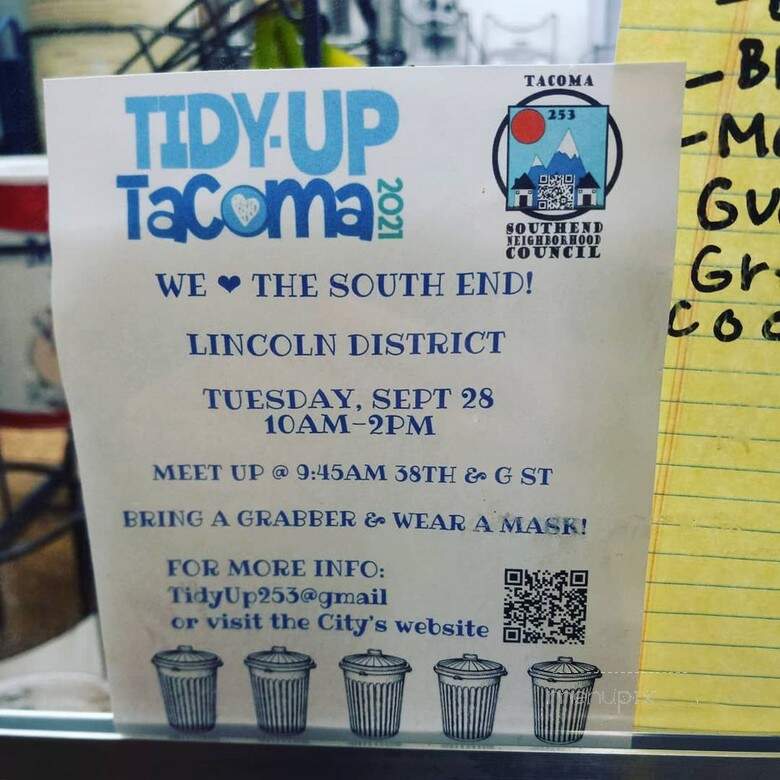 TIDY-UP
TACOMA
2021
TACOMA
253
SOUTHEND
NEIGHBORHOOD
COUNCIL
WE ❤ THE SOUTH END!
LINCOLN DISTRICT
TUESDAY, SEPT 28
10AM-2PM
MEET UP @ 9:45AM 38TH & G ST
BRING A GRABBER & WEAR A MASK!
FOR MORE INFO:
TidyUp253@gmail
or visit the City's website
menupix